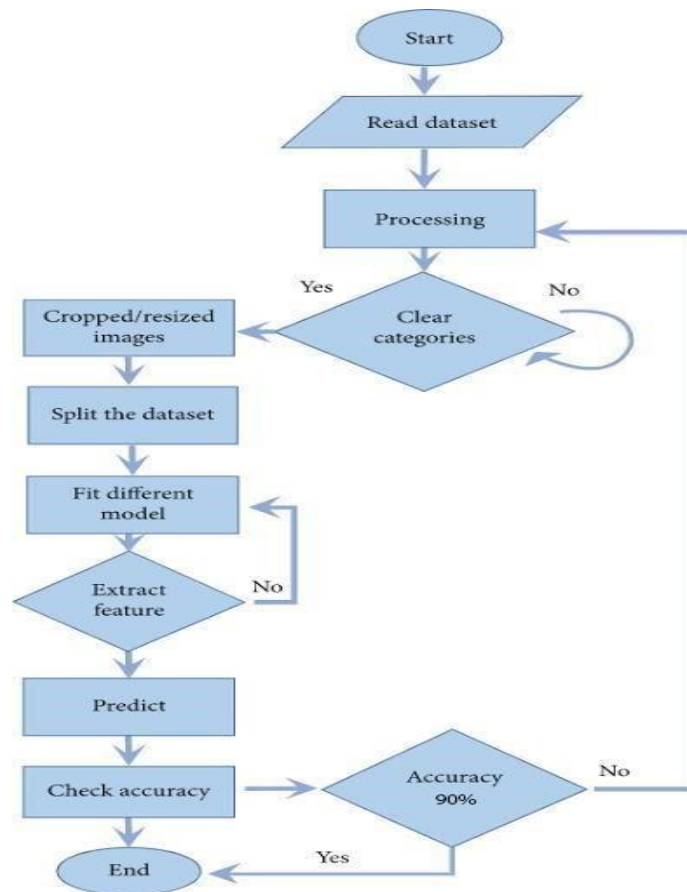 Start
Read dataset
Processing
Yes
No
Clear
categories
Cropped/resized
images
Split the dataset
Fit different
model
Extract
feature
No
Predict
Check accuracy
Accuracy
90%
No
Yes
End